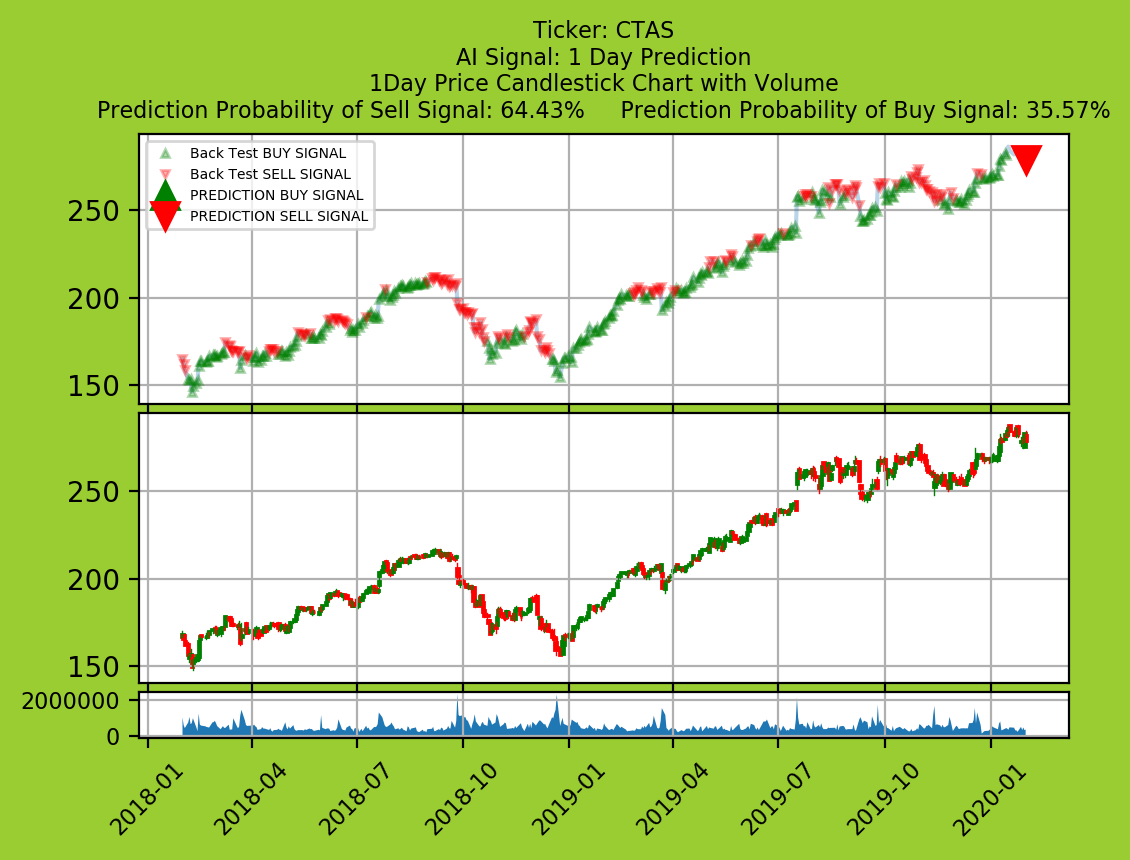 Ticker: CTAS
AI Signal: 1 Day Prediction
1Day Price Candlestick Chart with Volume
Prediction Probability of Sell Signal: 64.43%     Prediction Probability of Buy Signal: 35.57%
Back Test BUY SIGNAL
Back Test SELL SIGNAL
PREDICTION BUY SIGNAL
PREDICTION SELL SIGNAL
250
200
150
250
200
150
2000000
0
2018-01 2018-04 2018-07 2018-10 2019-01 2019-04 2019-07 2019-10 2020-01